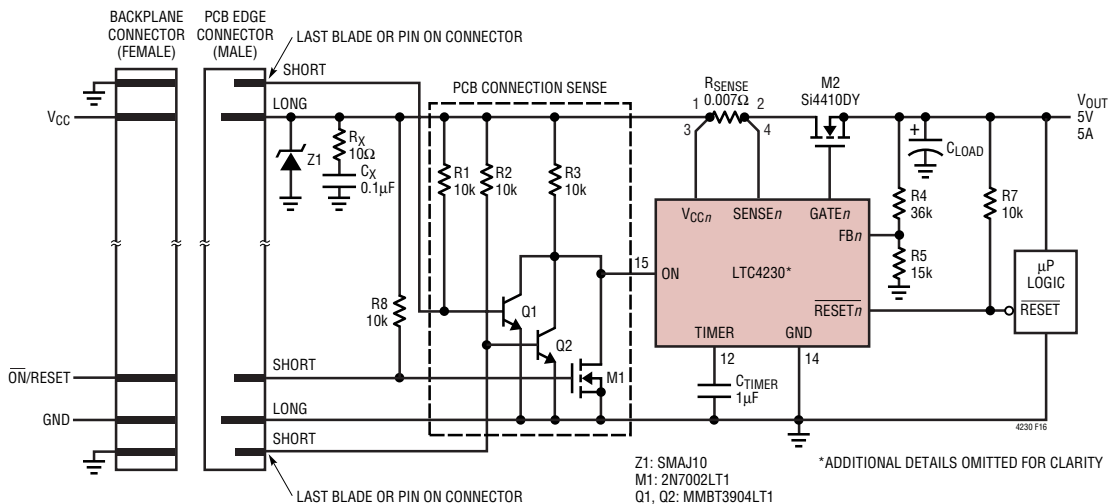 BACKPLANE
CONNECTOR
(FEMALE)
PCB EDGE
CONNECTOR
(MALE)
LAST BLADE OR PIN ON CONNECTOR
SHORT
PCB CONNECTION SENSE
LONG
VCC
Z1
RX
10Ω
CX
0.1µF
R1
10k
R2
10k
R3
10k
R8
10k
Q1
Q2
M1
RSENSE
0.007Ω
1
2
3
4
M2
Si4410DY
VOUT
5V
5A
CLOAD
+
R4
36k
R7
10k
R5
15k
VCCn
SENSEn
GATEn
FBn
15
ON
LTC4230*
RESETn
TIMER
GND
12
14
CTIMER
1µF
µP
LOGIC
RESET
ON/RESET
SHORT
GND
LONG
SHORT
4230 F16
LAST BLADE OR PIN ON CONNECTOR
Z1: SMAJ10
M1: 2N7002LT1
Q1, Q2: MMBT3904LT1
*ADDITIONAL DETAILS OMITTED FOR CLARITY